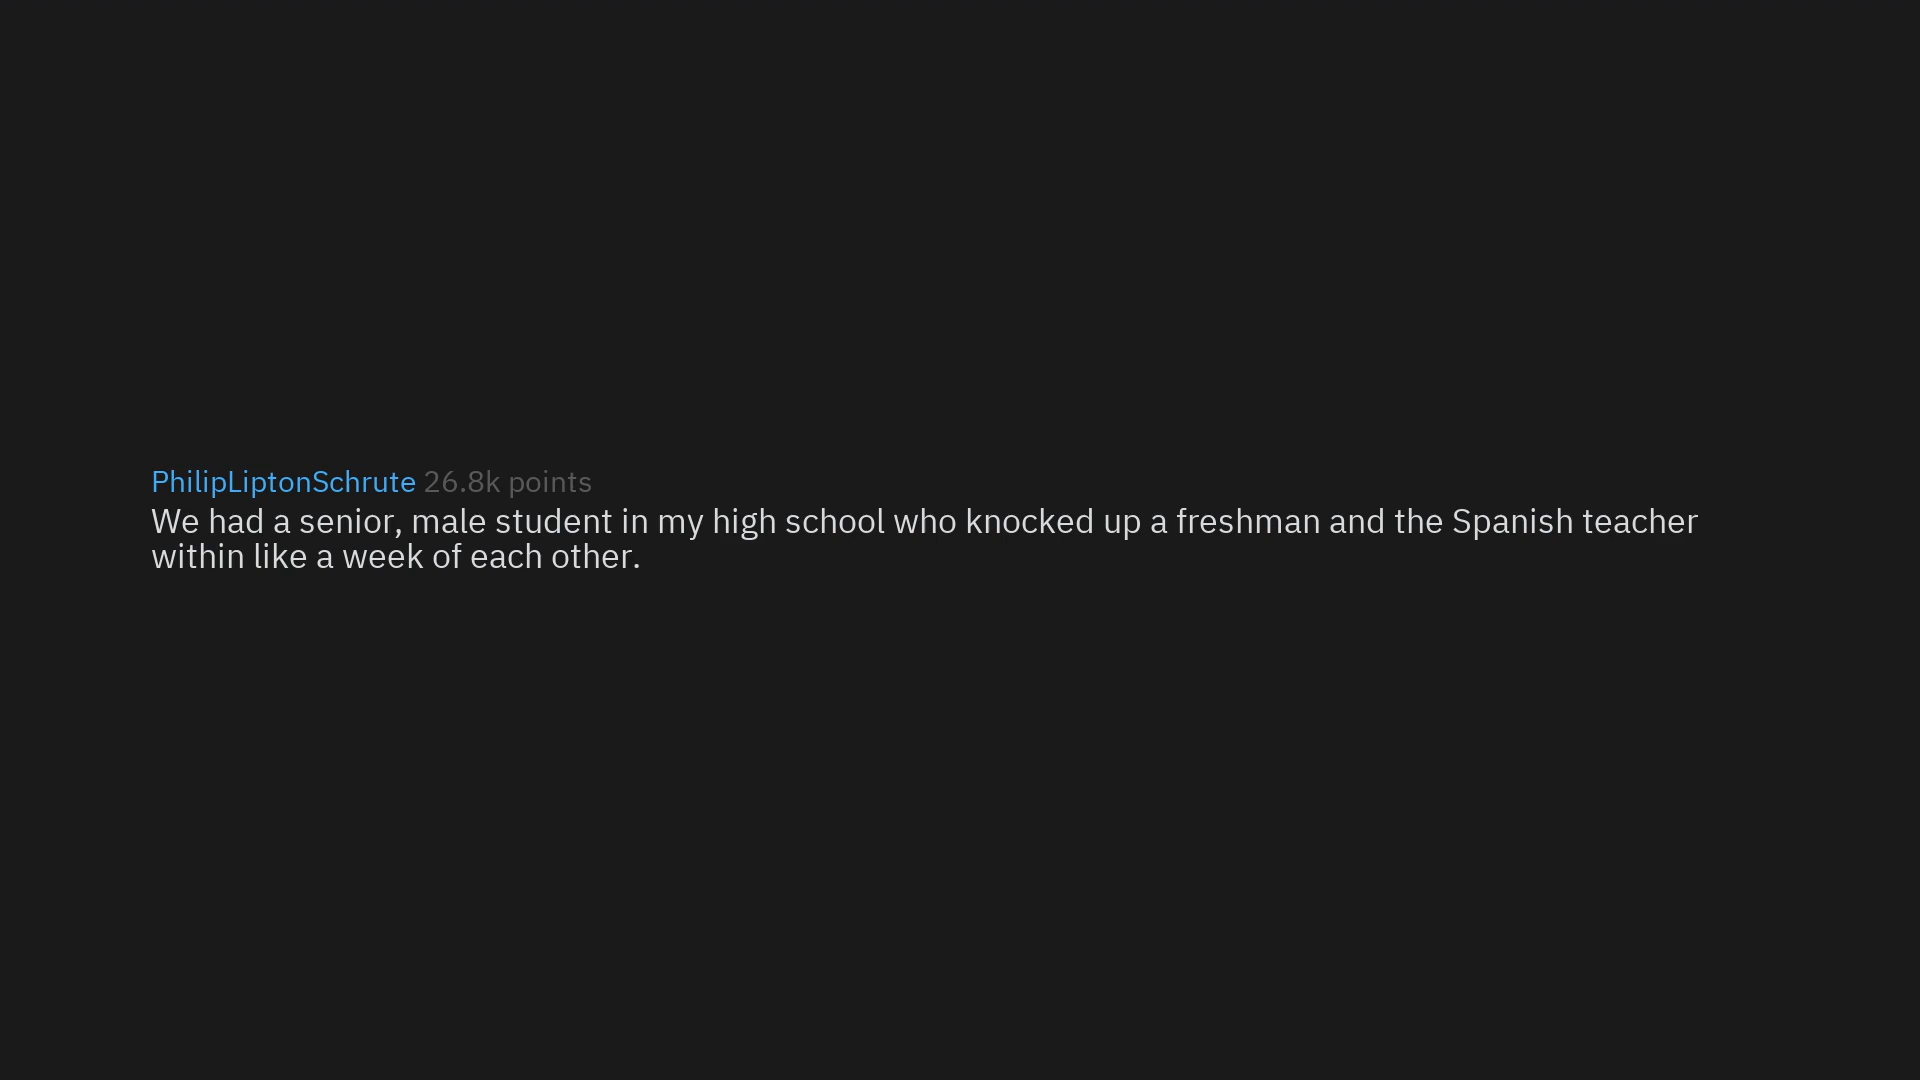 PhilipLiptonSchrute 26.8k points
We had a senior, male student in my high school who knocked up a freshman and the Spanish teacher
within like a week of each other.